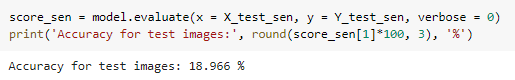 score_sen = model.evaluate(x = X_test_sen, y = Y_test_sen, verbose = 0)
print('Accuracy for test images:', round(score_sen[1]*100, 3), '%')
Accuracy for test images: 18.966 %